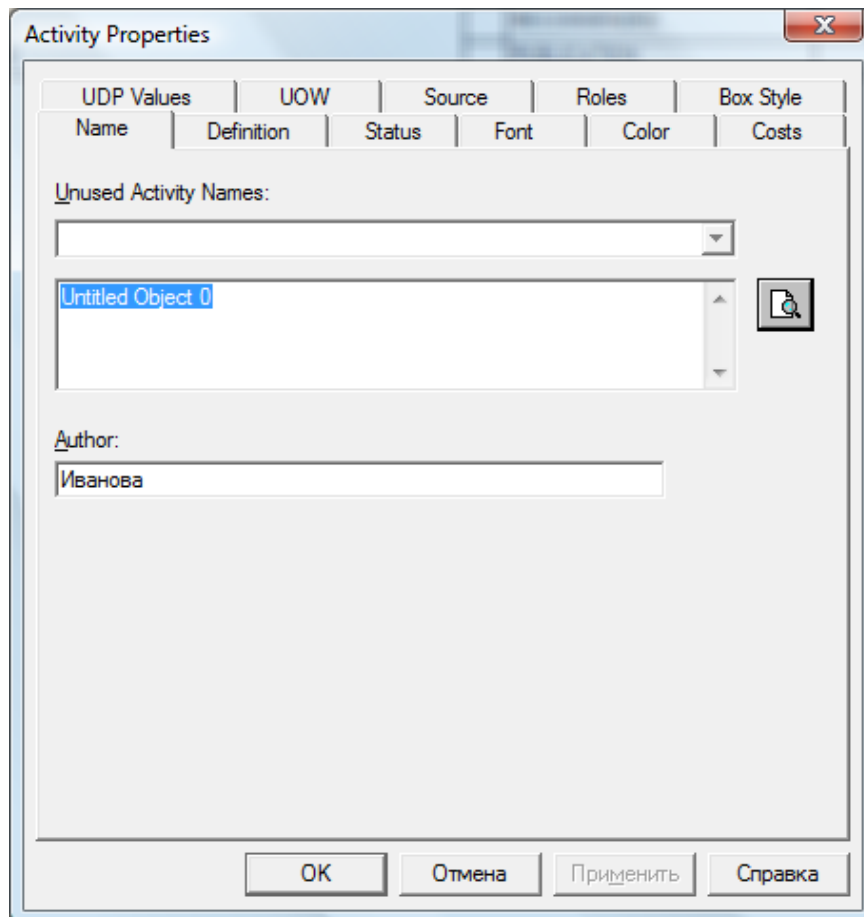 Activity Properties
UDP Values UOW Source Roles Box Style
Name Definition Status Font Color Costs
Unused Activity Names:
Untitled Object 0
Author:
Иванова
OK Отмена Применить Справка